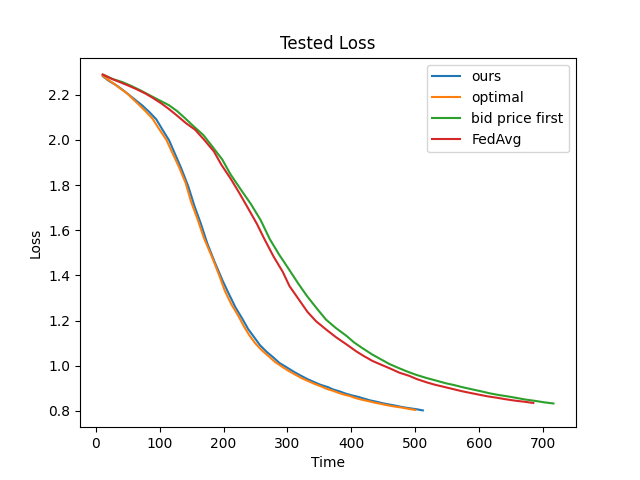 Tested Loss
ours
optimal
bid price first
FedAvg
2.2
2.0
1.8
1.6
1.4
1.2
1.0
0.8
Loss
0 100 200 300 400 500 600 700
Time